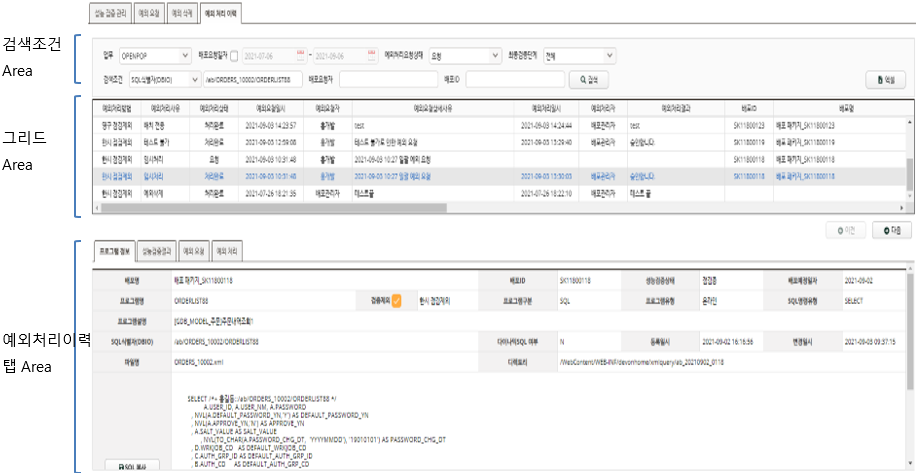 성능 검증 관리 예외 요청 예외 삭제 예외 처리 이력
검색조건
Area
업무 OPENPOP 배포요청일자 2021-07-06 ~ 2021-09-06 예외처리요청상태 요청 최종검증단계 전체
검색조건 SQL식별자(DBIO) /ab/ORDERS_10002/ORDERLIST88 배포요청자 배포ID 검색 엑셀
그리드
Area
예외처리방법 예외처리사유 예외처리상태 예외요청일시 예외요청자 예외요청상세사유 예외처리일시 예외처리자 예외처리결과 배포ID 배포명
영구 점검제외 배치 전용 처리완료 2021-09-03 14:23:57 홍개발 test 2021-09-03 14:24:44 배포관리자 test SK11800123 배포 패키지_SK11800123
한시 점검제외 테스트 불가 처리완료 2021-09-03 12:59:08 홍개발 테스트 불가로 인한 예외 요청 2021-09-03 13:29:40 배포관리자 승인합니다 SK11800119 배포 패키지_SK11800119
한시 점검제외 임시처리 요청 2021-09-03 10:31:48 홍개발 2021-09-03 10:27 일괄 예외 요청 SK11800118 배포 패키지_SK11800118
한시 점검제외 임시처리 처리완료 2021-09-03 10:31:48 홍개발 2021-09-03 10:27 일괄 예외 요청 2021-09-03 13:30:03 배포관리자 승인합니다 SK11800118 배포 패키지_SK11800118
한시 점검제외 예외삭제 처리완료 2021-07-26 18:21:35 배포관리자 테스트용 2021-07-26 18:22:10 배포관리자 테스트 용
이전 다음
예외처리이력
탭 Area
프로그램 정보 성능검증결과 예외 요청 예외 처리
배포명 배포 패키지_SK11800118 배포ID SK11800118 성능검증상태 점검중 배포예정일자 2021-09-02
프로그램명 ORDERLIST88 검증제외 한시 점검제외 프로그램구분 SQL 프로그램유형 온라인 SQL명령유형 SELECT
프로그램설명 [GDB_MODEL_주문]주문내역조회1
SQL식별자(DBIO) /ab/ORDERS_10002/ORDERLIST88 다이나믹SQL 여부 N 등록일시 2021-09-02 16:16:36 변경일시 2021-09-03 09:37:15
파일명 ORDERS_10002.xml 디렉토리 /WebContent/WEB-INF/devonhome/xmlquery/ab_20210902_0118
SELECT /*+ 홍길동::/ab/ORDERS_10002/ORDERLIST88 */
A.USER_ID, A.USER_NM, A.PASSWORD
, NVL(A.DEFAULT_PASSWORD_YN,'Y') AS DEFAULT_PASSWORD_YN
, NVL(A.APPROVE_YN,'N') AS APPROVE_YN
, A.SALT_VALUE AS SALT_VALUE
, NVL(TO_CHAR(A.PASSWORD_CHG_DT, 'YYYYMMDD'), '19010101') AS PASSWORD_CHG_DT
, D.WRKJOB_CD AS DEFAULT_WRKJOB_CD
, C.AUTH_GRP_ID AS DEFAULT_AUTH_GRP_ID
, B.AUTH_CD AS DEFAULT_AUTH_GRP_CD
SQL 복사